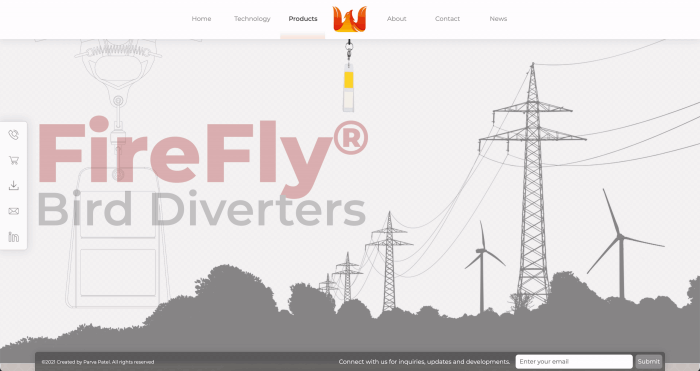 Home Technology Products About Contact News
FireFly®
Bird Diverters
©2021 Created by Parva Patel. All rights reserved
Connect with us for inquiries, updates and developments. Enter your email Submit